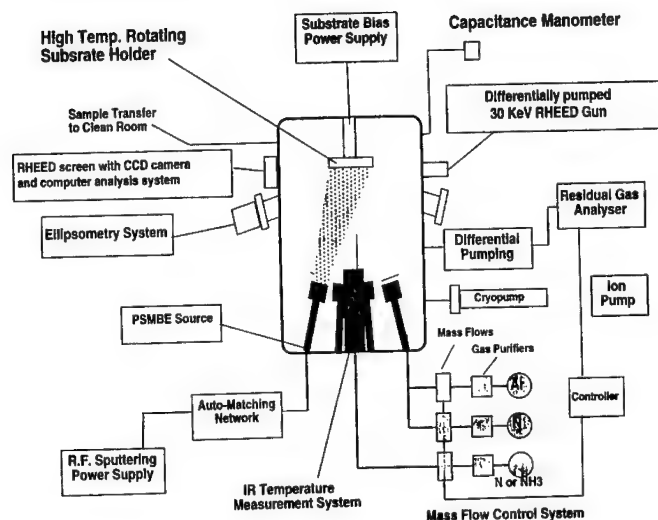 High Temp. Rotating
Subsrate Holder
Substrate Bias
Power Supply
Capacitance Manometer
Differentially pumped
30 KeV RHEED Gun
Sample Transfer
to Clean Room
RHEED screen with CCD camera
and computer analysis system
Ellipsometry System
Residual Gas
Analyser
Differential
Pumping
Ion
Pump
Cryopump
PSMBE Source
Mass Flows
Gas Purifiers
Ar
N
Controller
Auto-Matching
Network
R.F. Sputtering
Power Supply
N or NH3
IR Temperature
Measurement System
Mass Flow Control System